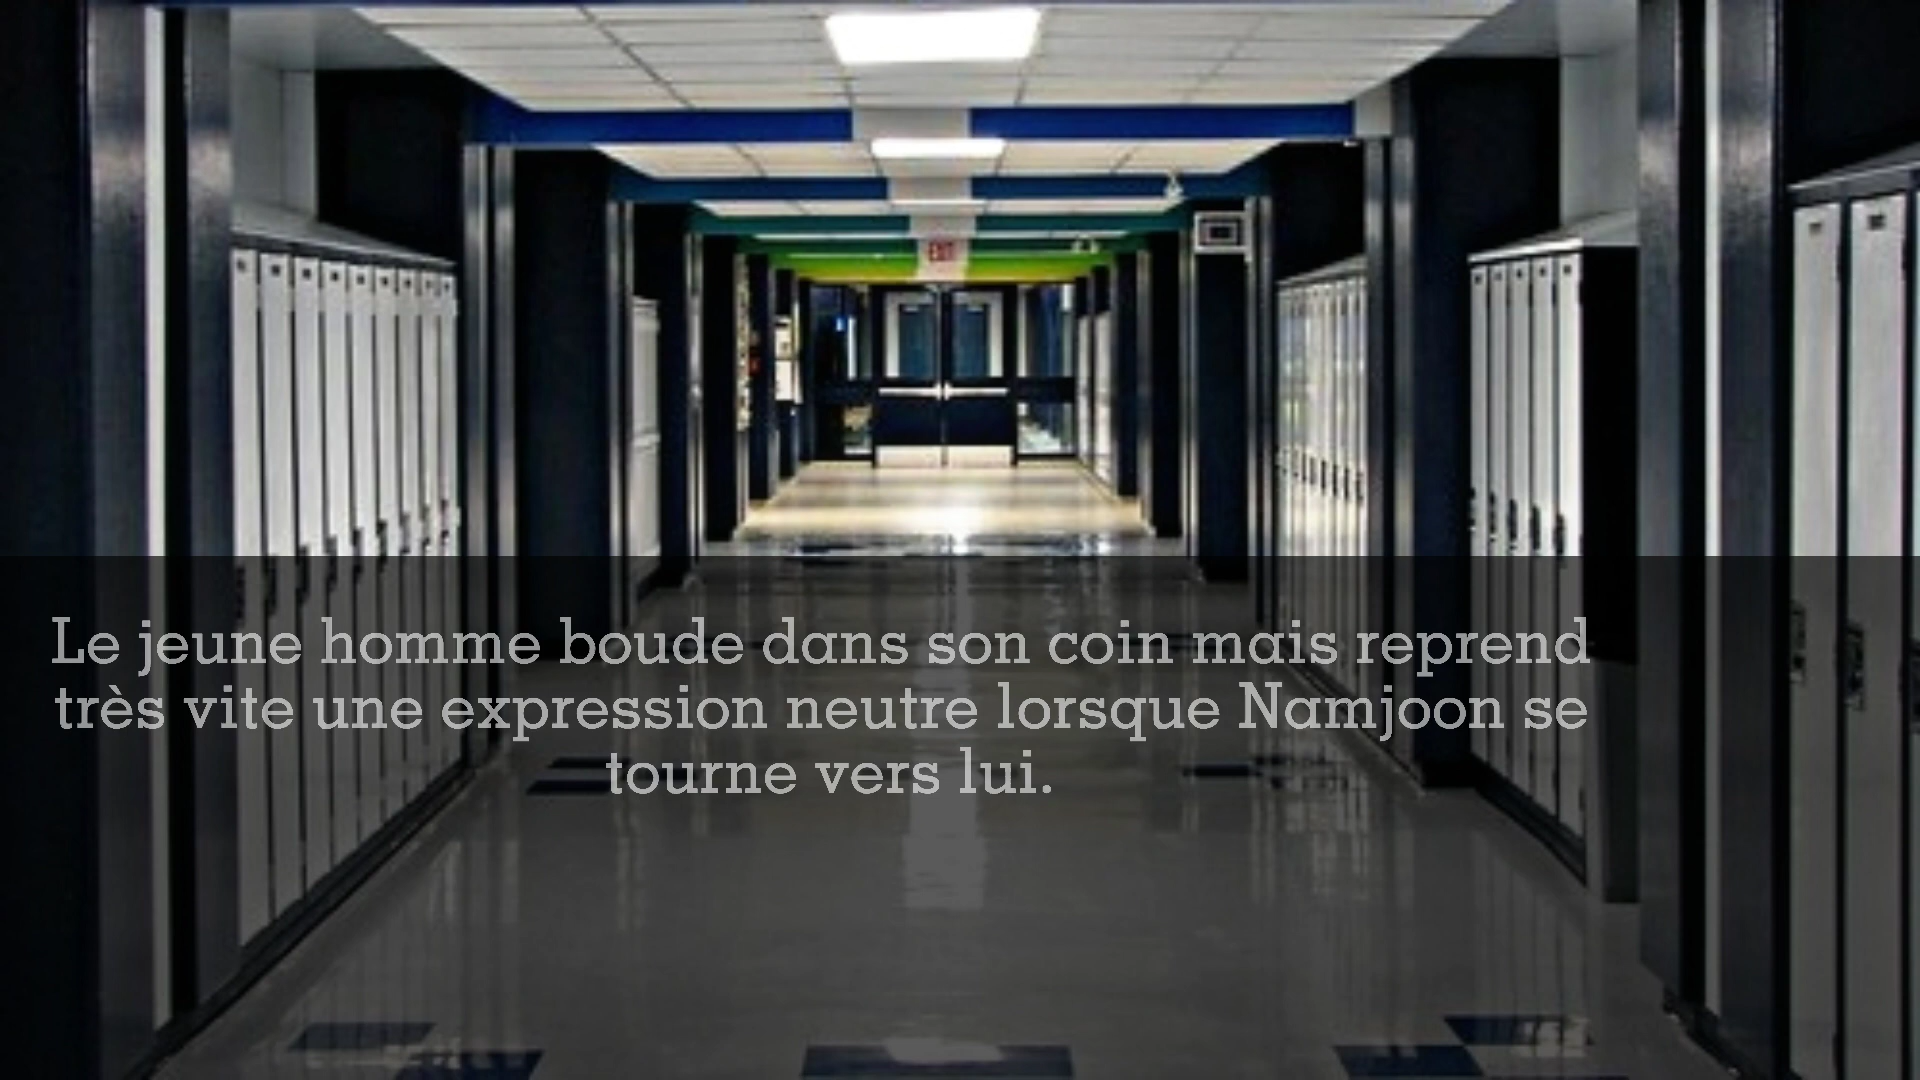 EXIT
Le jeune homme boude dans son coin mais reprend
très vite une expression neutre lorsque Namjoon se
tourne vers lui.